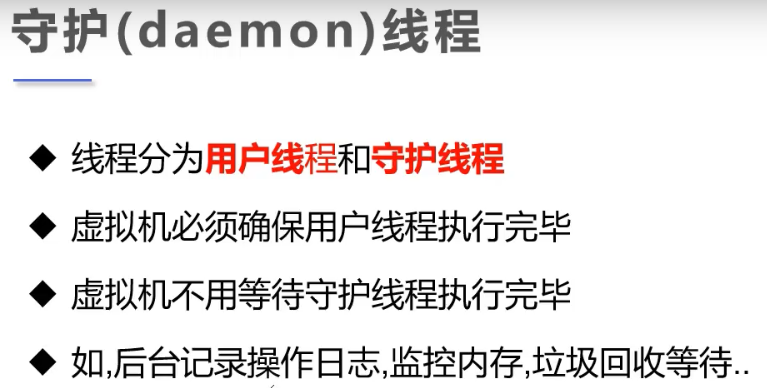 守护(daemon)线程
◆ 线程分为用户线程和守护线程
◆ 虚拟机必须确保用户线程执行完毕
◆ 虚拟机不用等待守护线程执行完毕
◆ 如,后台记录操作日志,监控内存,垃圾回收等待..